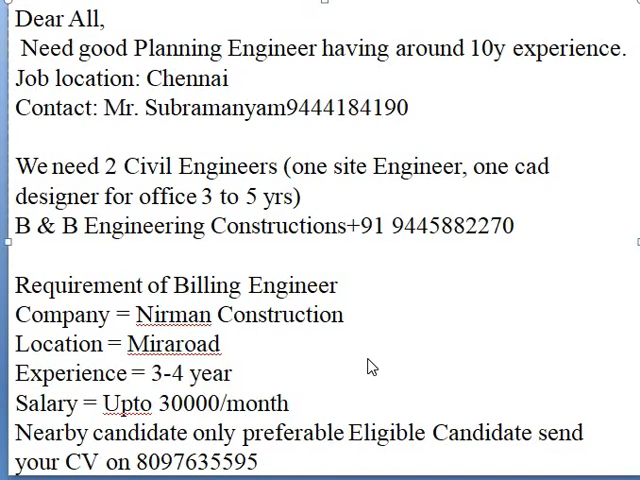 Dear All,
Need good Planning Engineer having around 10y experience.
Job location: Chennai
Contact: Mr. Subramanyam9444184190
We need 2 Civil Engineers (one site Engineer, one cad
designer for office 3 to 5 yrs)
B & B Engineering Constructions+91 9445882270
Requirement of Billing Engineer
Company = Nirman Construction
Location = Miraroad
Experience = 3-4 year
Salary = Upto 30000/month
Nearby candidate only preferable Eligible Candidate send
your CV on 8097635595